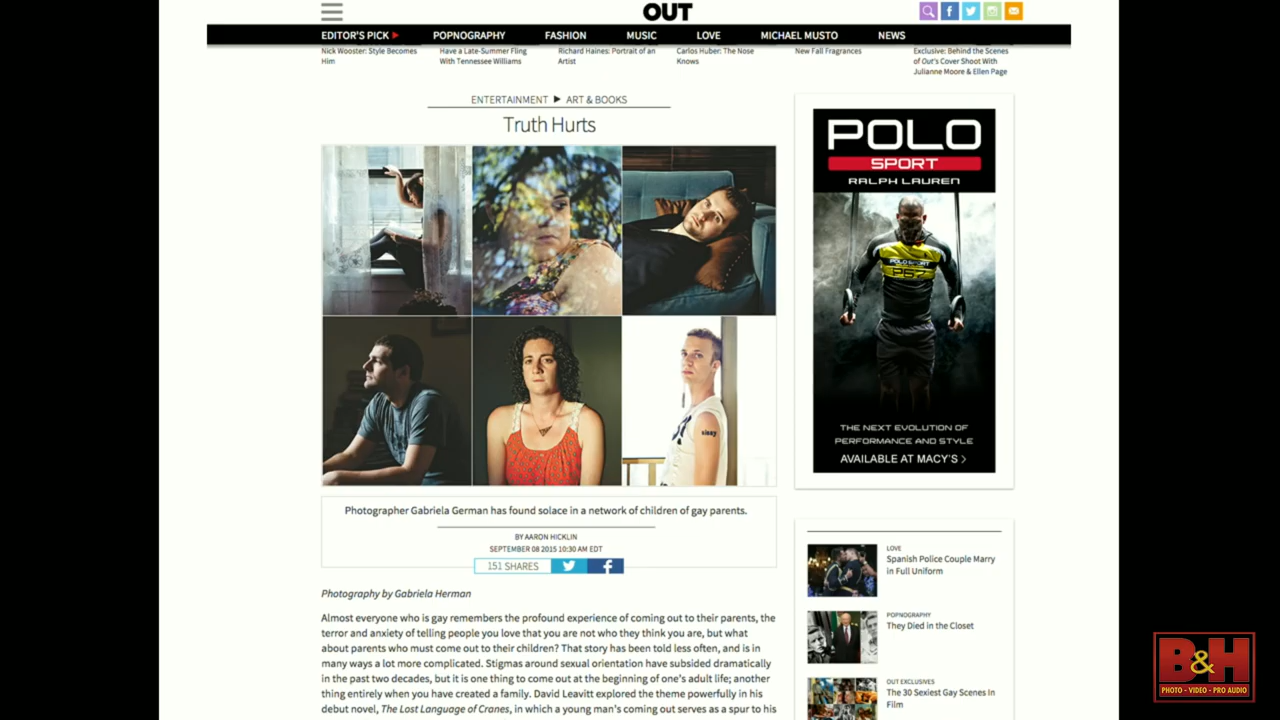 OUT
EDITOR'S PICK
POPNOGRAPHY
FASHION
MUSIC
LOVE
MICHAEL MUSTO
NEWS
Nick Wooster: Style Becomes
Him
Have a Late-Summer Fling
With Tennessee Williams
Richard Haines: Portrait of an
Artist
Carlos Huber: The Nose
Knows
New Fall Fragrances
Exclusive: Behind the Scenes
of Out's Cover Shoot With
Julianne Moore & Ellen Page
ENTERTAINMENT ▶ ART & BOOKS
Truth Hurts
sissy
Photographer Gabriela German has found solace in a network of children of gay parents.
BY AARON HICKLIN
SEPTEMBER 08 2015 10:30 AM EDT
151 SHARES
Photography by Gabriela Herman
Almost everyone who is gay remembers the profound experience of coming out to their parents, the
terror and anxiety of telling people you love that you are not who they think you are, but what
about parents who must come out to their children? That story has been told less often, and is in
many ways a lot more complicated. Stigmas around sexual orientation have subsided dramatically
in the past two decades, but it is one thing to come out at the beginning of one's adult life; another
thing entirely when you have created a family. David Leavitt explored the theme powerfully in his
debut novel, The Lost Language of Cranes, in which a young man's coming out serves as a spur to his
POLO
SPORT
RALPH LAUREN
POLO SPORT
THE NEXT EVOLUTION OF
PERFORMANCE AND STYLE
AVAILABLE AT MACY'S >
LOVE
Spanish Police Couple Marry
in Full Uniform
POPNOGRAPHY
They Died in the Closet
OUT EXCLUSIVES
The 30 Sexiest Gay Scenes In
Film
B&H
PHOTO - VIDEO - PRO AUDIO